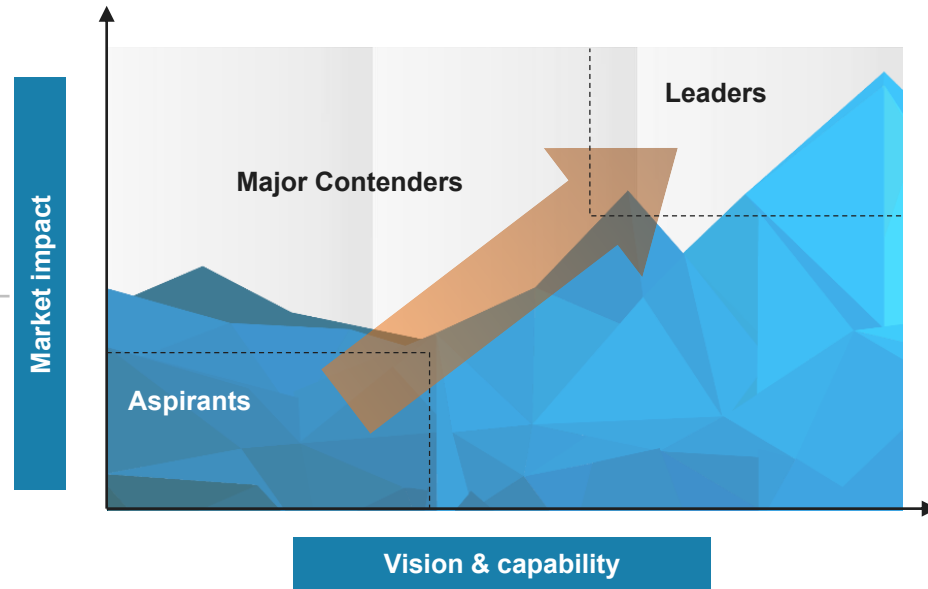 Leaders
Major Contenders
Market impact
Aspirants
Vision & capability